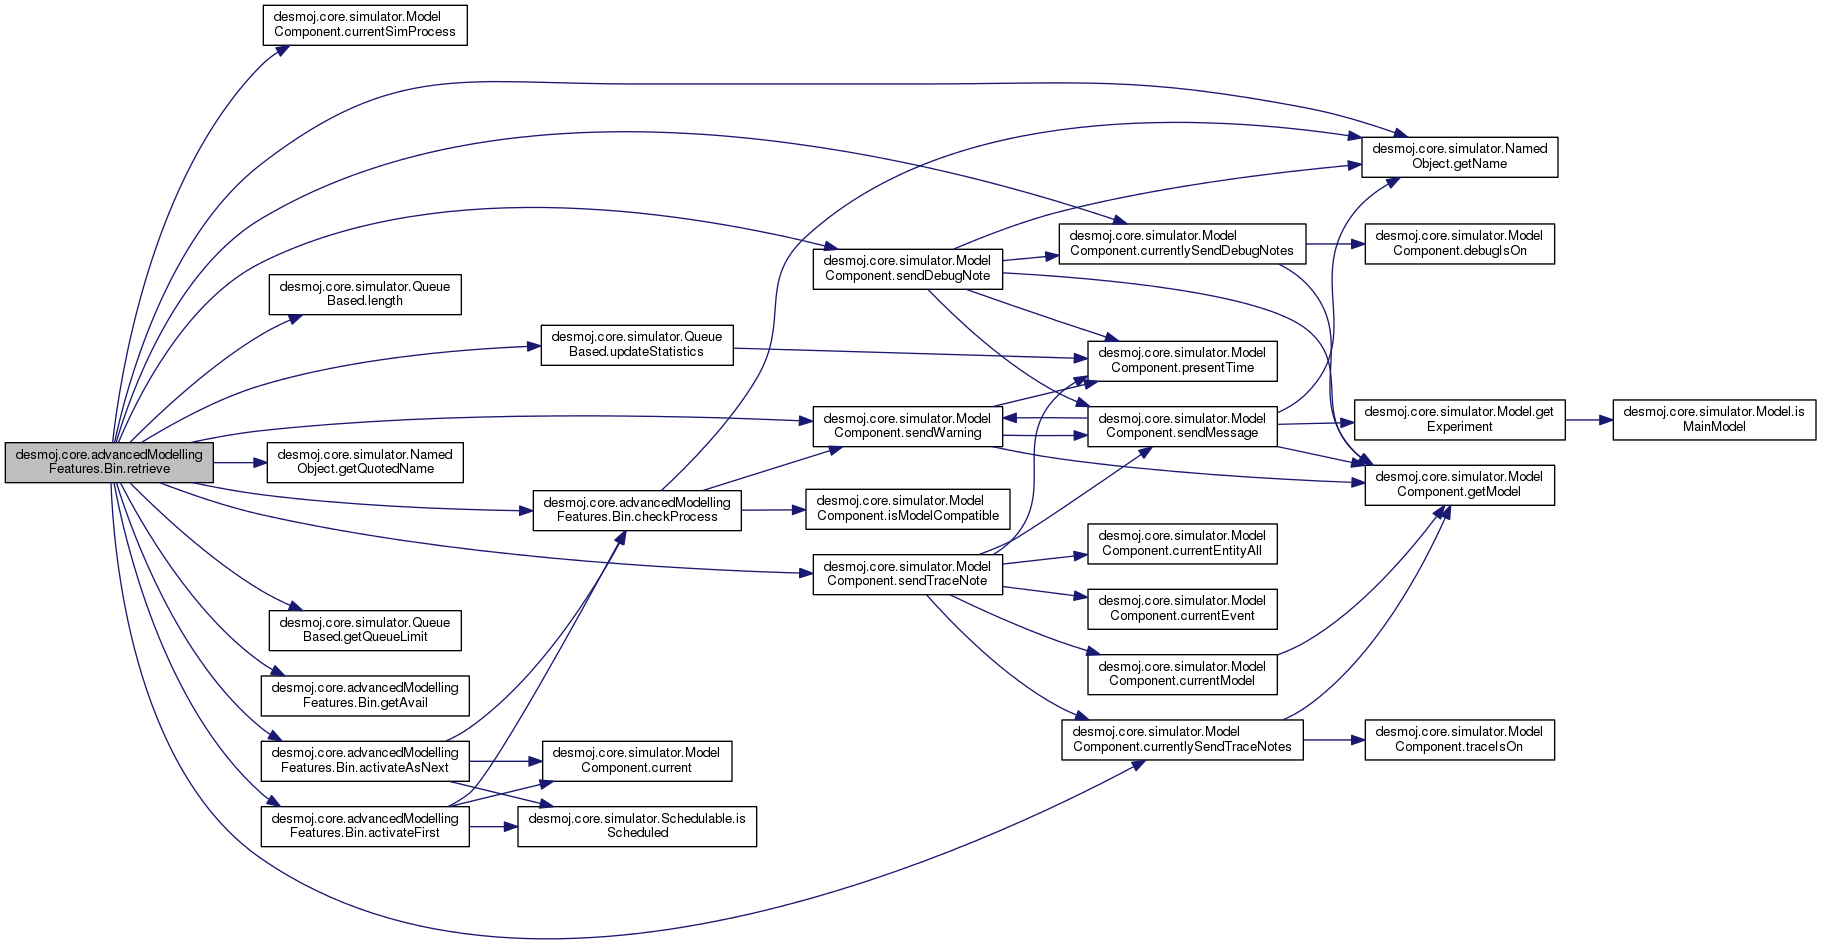 desmoj.core.simulator.Model
Component.currentSimProcess
desmoj.core.simulator.Named
Object.getName
desmoj.core.simulator.Model
Component.currentlySendDebugNotes
desmoj.core.simulator.Model
Component.debugIsOn
desmoj.core.simulator.Model
Component.sendDebugNote
desmoj.core.simulator.Queue
Based.length
desmoj.core.simulator.Queue
Based.updateStatistics
desmoj.core.simulator.Model
Component.presentTime
desmoj.core.simulator.Model
Component.sendWarning
desmoj.core.simulator.Model
Component.sendMessage
desmoj.core.simulator.Model.get
Experiment
desmoj.core.simulator.Model.is
MainModel
desmoj.core.advancedModelling
Features.Bin.retrieve
desmoj.core.simulator.Named
Object.getQuotedName
desmoj.core.simulator.Model
Component.getModel
desmoj.core.advancedModelling
Features.Bin.checkProcess
desmoj.core.simulator.Model
Component.isModelCompatible
desmoj.core.simulator.Model
Component.currentEntityAll
desmoj.core.simulator.Model
Component.sendTraceNote
desmoj.core.simulator.Model
Component.currentEvent
desmoj.core.simulator.Queue
Based.getQueueLimit
desmoj.core.simulator.Model
Component.currentModel
desmoj.core.advancedModelling
Features.Bin.getAvail
desmoj.core.simulator.Model
Component.currentlySendTraceNotes
desmoj.core.simulator.Model
Component.traceIsOn
desmoj.core.advancedModelling
Features.Bin.activateAsNext
desmoj.core.simulator.Model
Component.current
desmoj.core.advancedModelling
Features.Bin.activateFirst
desmoj.core.simulator.Schedulable.is
Scheduled